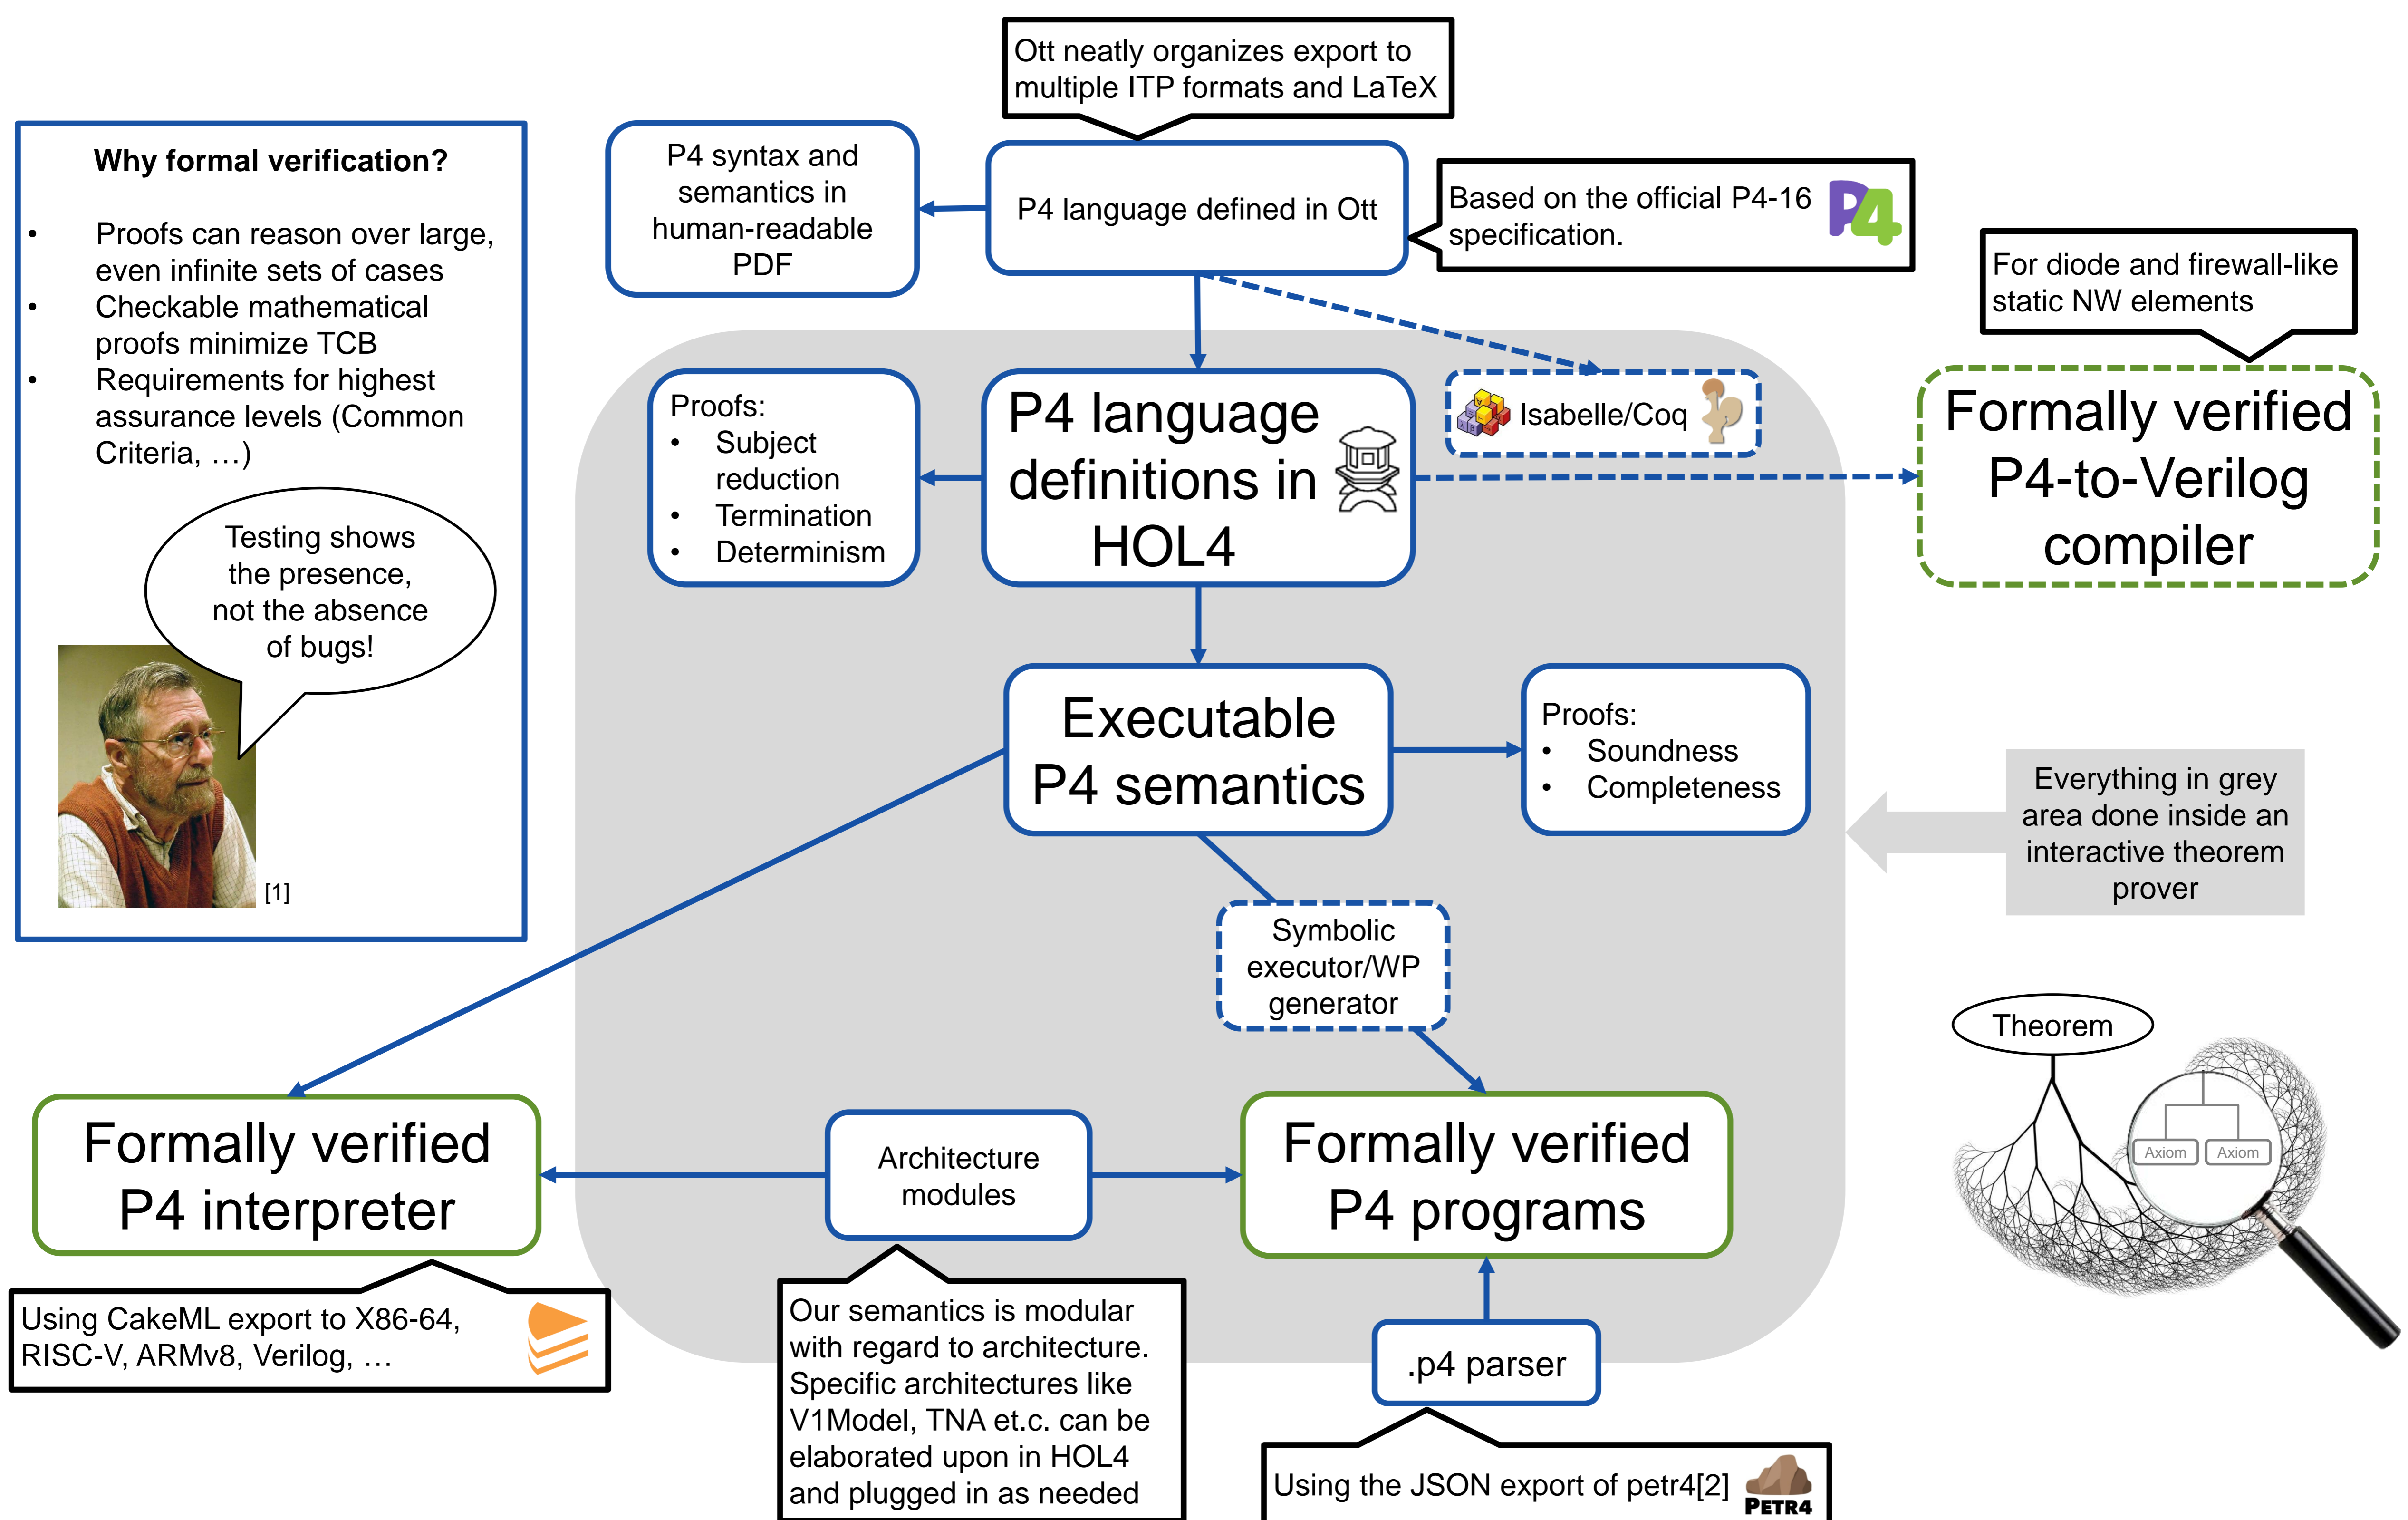 Ott neatly organizes export to
multiple ITP formats and LaTeX
Why formal verification?
• Proofs can reason over large,
even infinite sets of cases
• Checkable mathematical
proofs minimize TCB
• Requirements for highest
assurance levels (Common
Criteria, …)
Testing shows
the presence,
not the absence
of bugs!
[1]
P4 syntax and
semantics in
human-readable
PDF
P4 language defined in Ott
Based on the official P4-16
specification.
P4
For diode and firewall-like
static NW elements
Proofs:
• Subject
reduction
• Termination
• Determinism
P4 language
definitions in
HOL4
Isabelle/Coq
Formally verified
P4-to-Verilog
compiler
Executable
P4 semantics
Proofs:
• Soundness
• Completeness
Everything in grey
area done inside an
interactive theorem
prover
Symbolic
executor/WP
generator
Theorem
Axiom Axiom
Formally verified
P4 interpreter
Architecture
modules
Formally verified
P4 programs
Using CakeML export to X86-64,
RISC-V, ARMv8, Verilog, …
Our semantics is modular
with regard to architecture.
Specific architectures like
V1Model, TNA et.c. can be
elaborated upon in HOL4
and plugged in as needed
.p4 parser
Using the JSON export of petr4[2]
PETR4